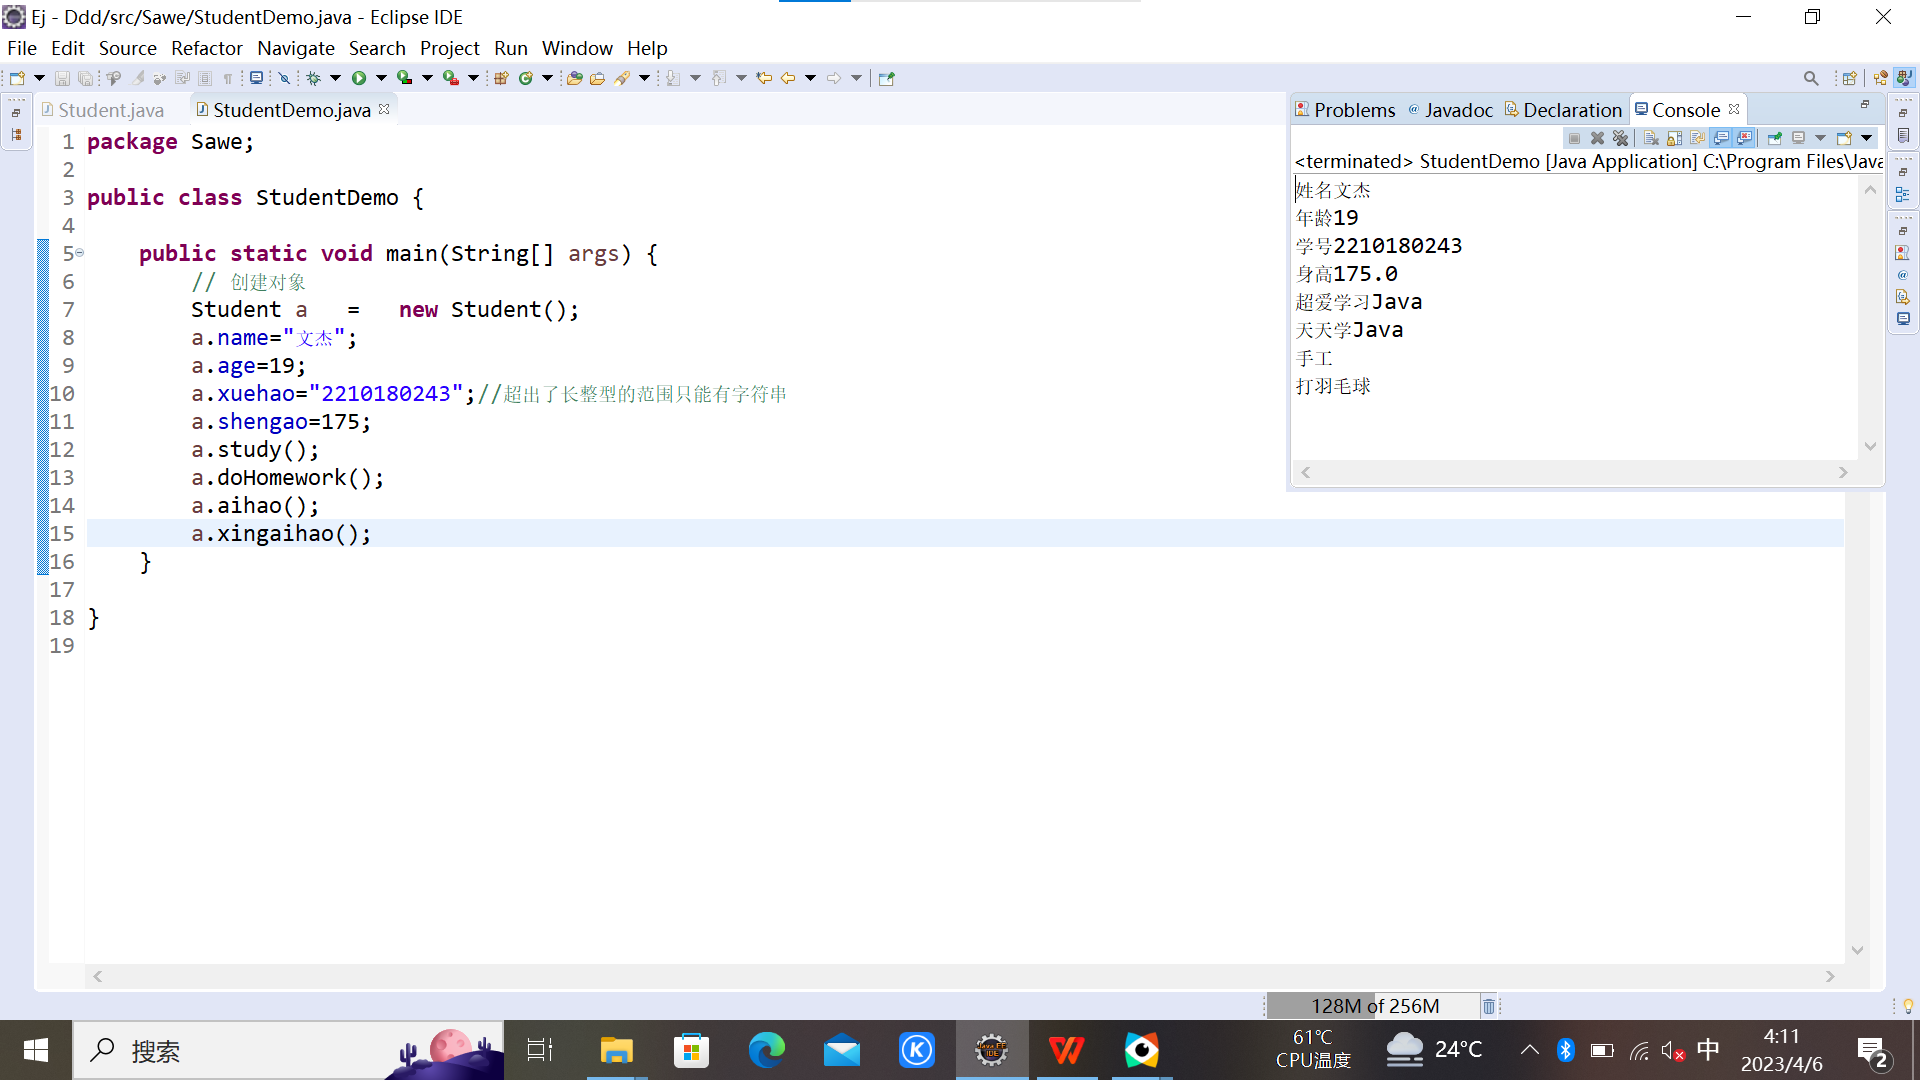 Ej - Ddd/src/Sawe/StudentDemo.java - Eclipse IDE
File Edit Source Refactor Navigate Search Project Run Window Help
Student.java StudentDemo.java
1 package Sawe;
2
3 public class StudentDemo {
4
5 public static void main(String[] args) {
6 // 创建对象
7 Student a = new Student();
8 a.name="文杰";
9 a.age=19;
10 a.xuehao="2210180243";//超出了长整型的范围只能有字符串
11 a.shengao=175;
12 a.study();
13 a.doHomework();
14 a.aihao();
15 a.xingaihao();
16 }
17
18 }
19
Problems Javadoc Declaration Console
<terminated> StudentDemo [Java Application] C:\Program Files\Java
姓名文杰
年龄19
学号2210180243
身高175.0
超爱学习Java
天天学Java
手工
打羽毛球
128M of 256M
搜索
61℃
CPU温度
24°C
中
4:11
2023/4/6
2